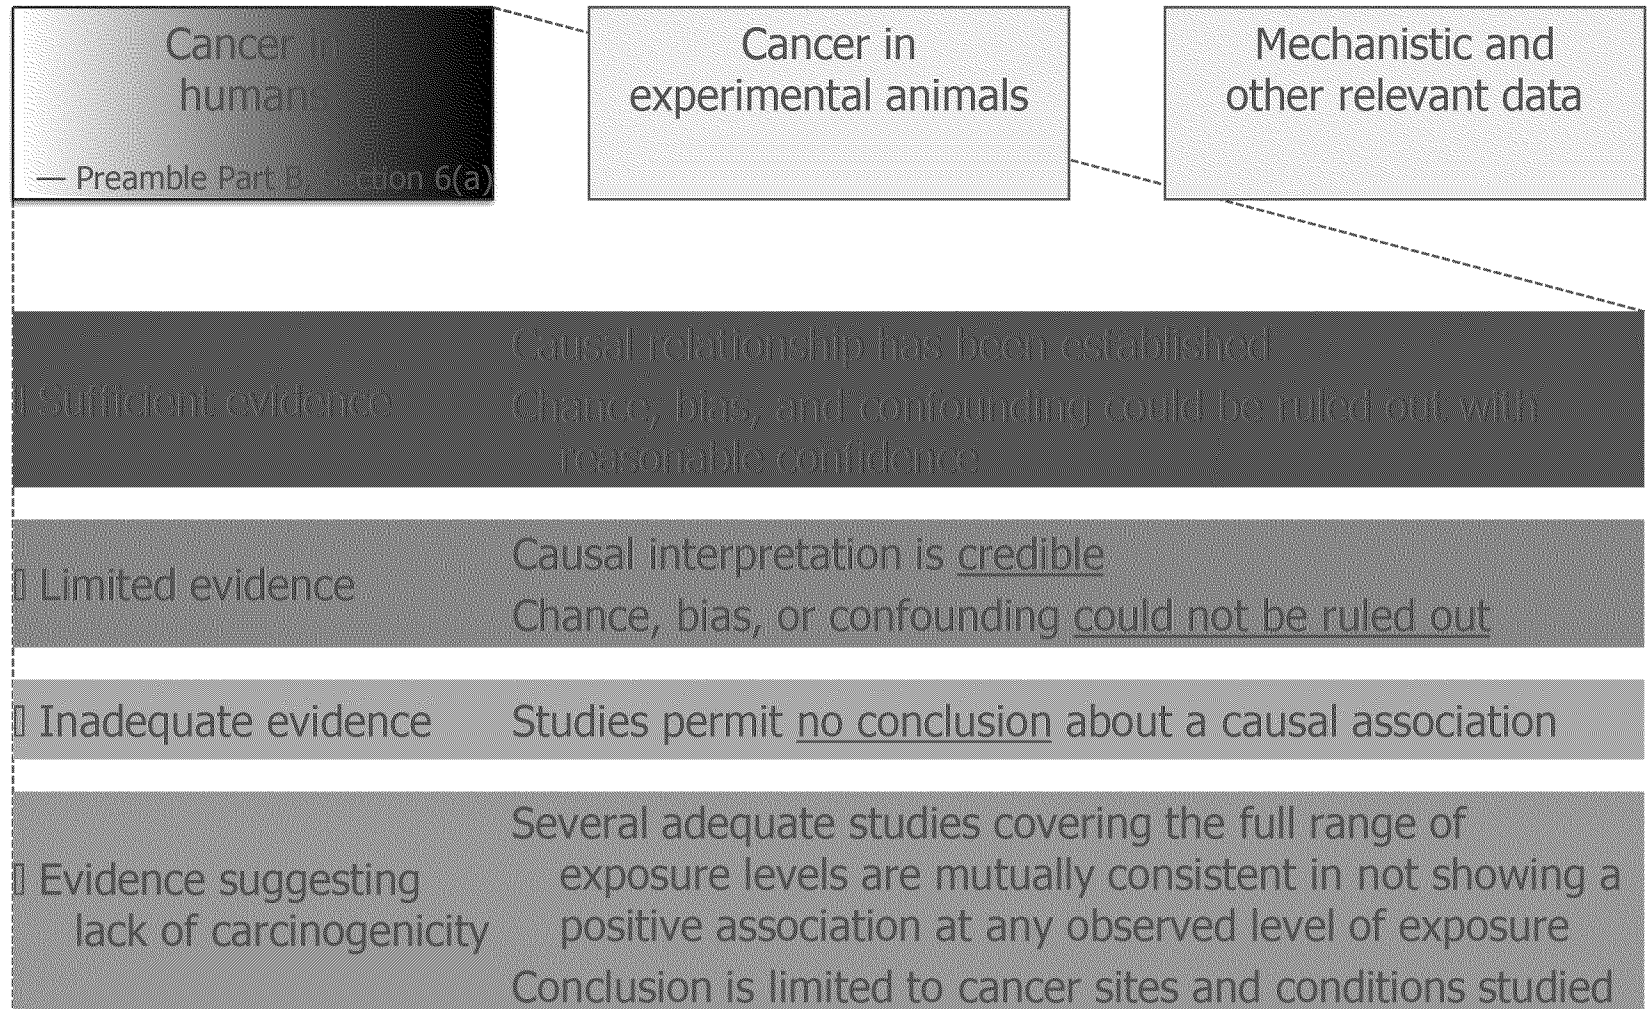 Cancer in
humans
— Preamble Part B, Section 6(a)
Cancer in
experimental animals
Mechanistic and
other relevant data
Sufficient evidence
Causal relationship has been established
Chance, bias, and confounding could be ruled out with
reasonable confidence
Limited evidence
Causal interpretation is credible
Chance, bias, or confounding could not be ruled out
Inadequate evidence
Studies permit no conclusion about a causal association
Evidence suggesting
lack of carcinogenicity
Several adequate studies covering the full range of
exposure levels are mutually consistent in not showing a
positive association at any observed level of exposure
Conclusion is limited to cancer sites and conditions studied